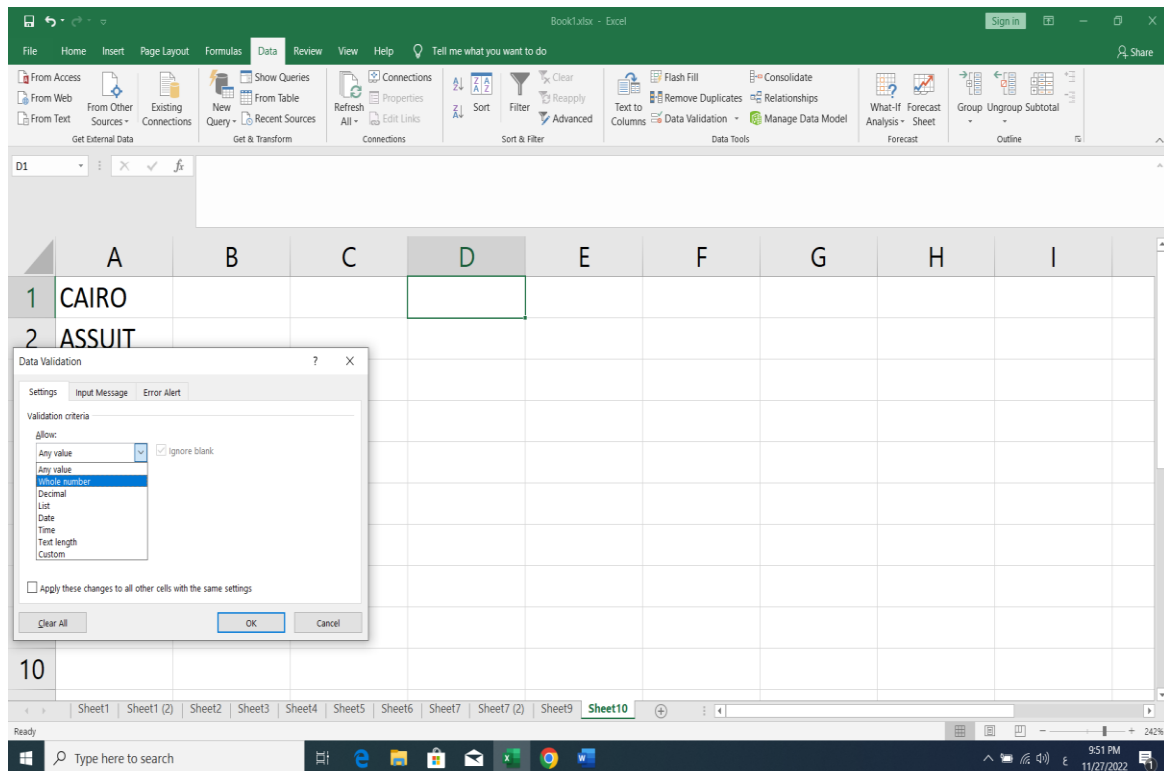 Book1.xlsx - Excel
Sign in
File Home Insert Page Layout Formulas Data Review View Help Tell me what you want to do
Share
From Access
From Web
From Text
From Other Sources
Existing Connections
Get External Data
New Query
Show Queries
From Table
Recent Sources
Get & Transform
Refresh All
Connections
Properties
Edit Links
Connections
Sort
Filter
Clear
Reapply
Advanced
Sort & Filter
Text to Columns
Flash Fill
Remove Duplicates
Data Validation
Consolidate
Relationships
Manage Data Model
Data Tools
What-If Analysis
Forecast Sheet
Forecast
Group
Ungroup
Subtotal
Outline
D1
fx
A B C D E F G H I
1 CAIRO
2 ASSUIT
Data Validation ? X
Settings Input Message Error Alert
Validation criteria
Allow:
Any value
Ignore blank
Any value
Whole number
Decimal
List
Date
Time
Text length
Custom
Apply these changes to all other cells with the same settings
Clear All OK Cancel
10
Sheet1 Sheet1 (2) Sheet2 Sheet3 Sheet4 Sheet5 Sheet6 Sheet7 Sheet7 (2) Sheet9 Sheet10
Ready
242%
Type here to search
ع
9:51 PM
11/27/2022
1